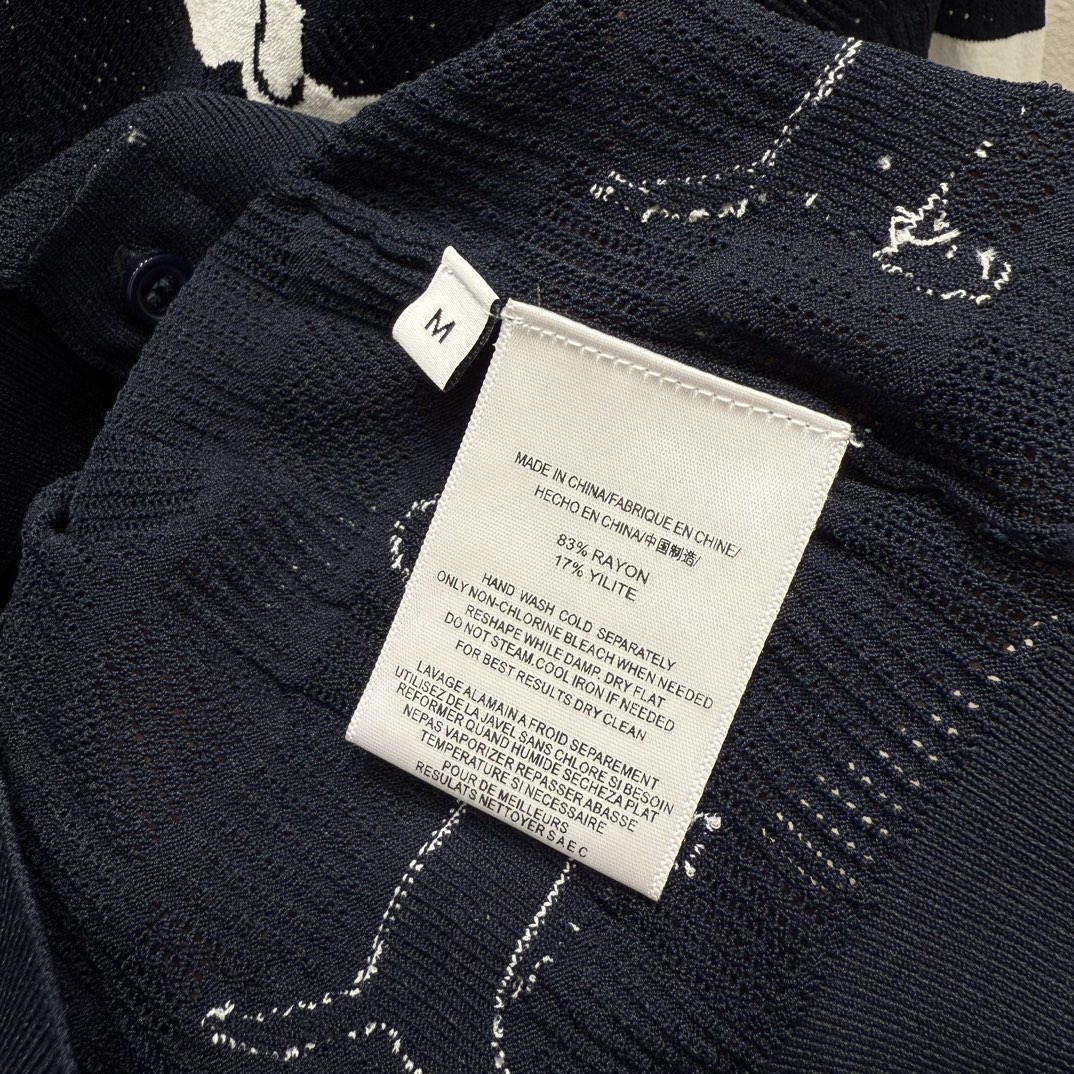 M
MADE IN CHINA/FABRIQUE EN CHINE/
HECHO EN CHINA/中国制造/
83% RAYON
17% YILITE
HAND WASH COLD SEPARATELY
ONLY NON-CHLORINE BLEACH WHEN NEEDED
RESHAPE WHILE DAMP. DRY FLAT
DO NOT STEAM.COOL IRON IF NEEDED
FOR BEST RESULTS DRY CLEAN
LAVAGE ALAMAIN A FROID SEPAREMENT
UTILISEZ DE LA JAVEL SANS CHLORE SI BESOIN
REFORMER QUAND HUMIDE SECHEZA PLAT
NEPAS VAPORIZER REPASSER ABASSE
TEMPERATURE SI NECESSAIRE
POUR DE MEILLEURS
RESULATS NETTOYER S A E C